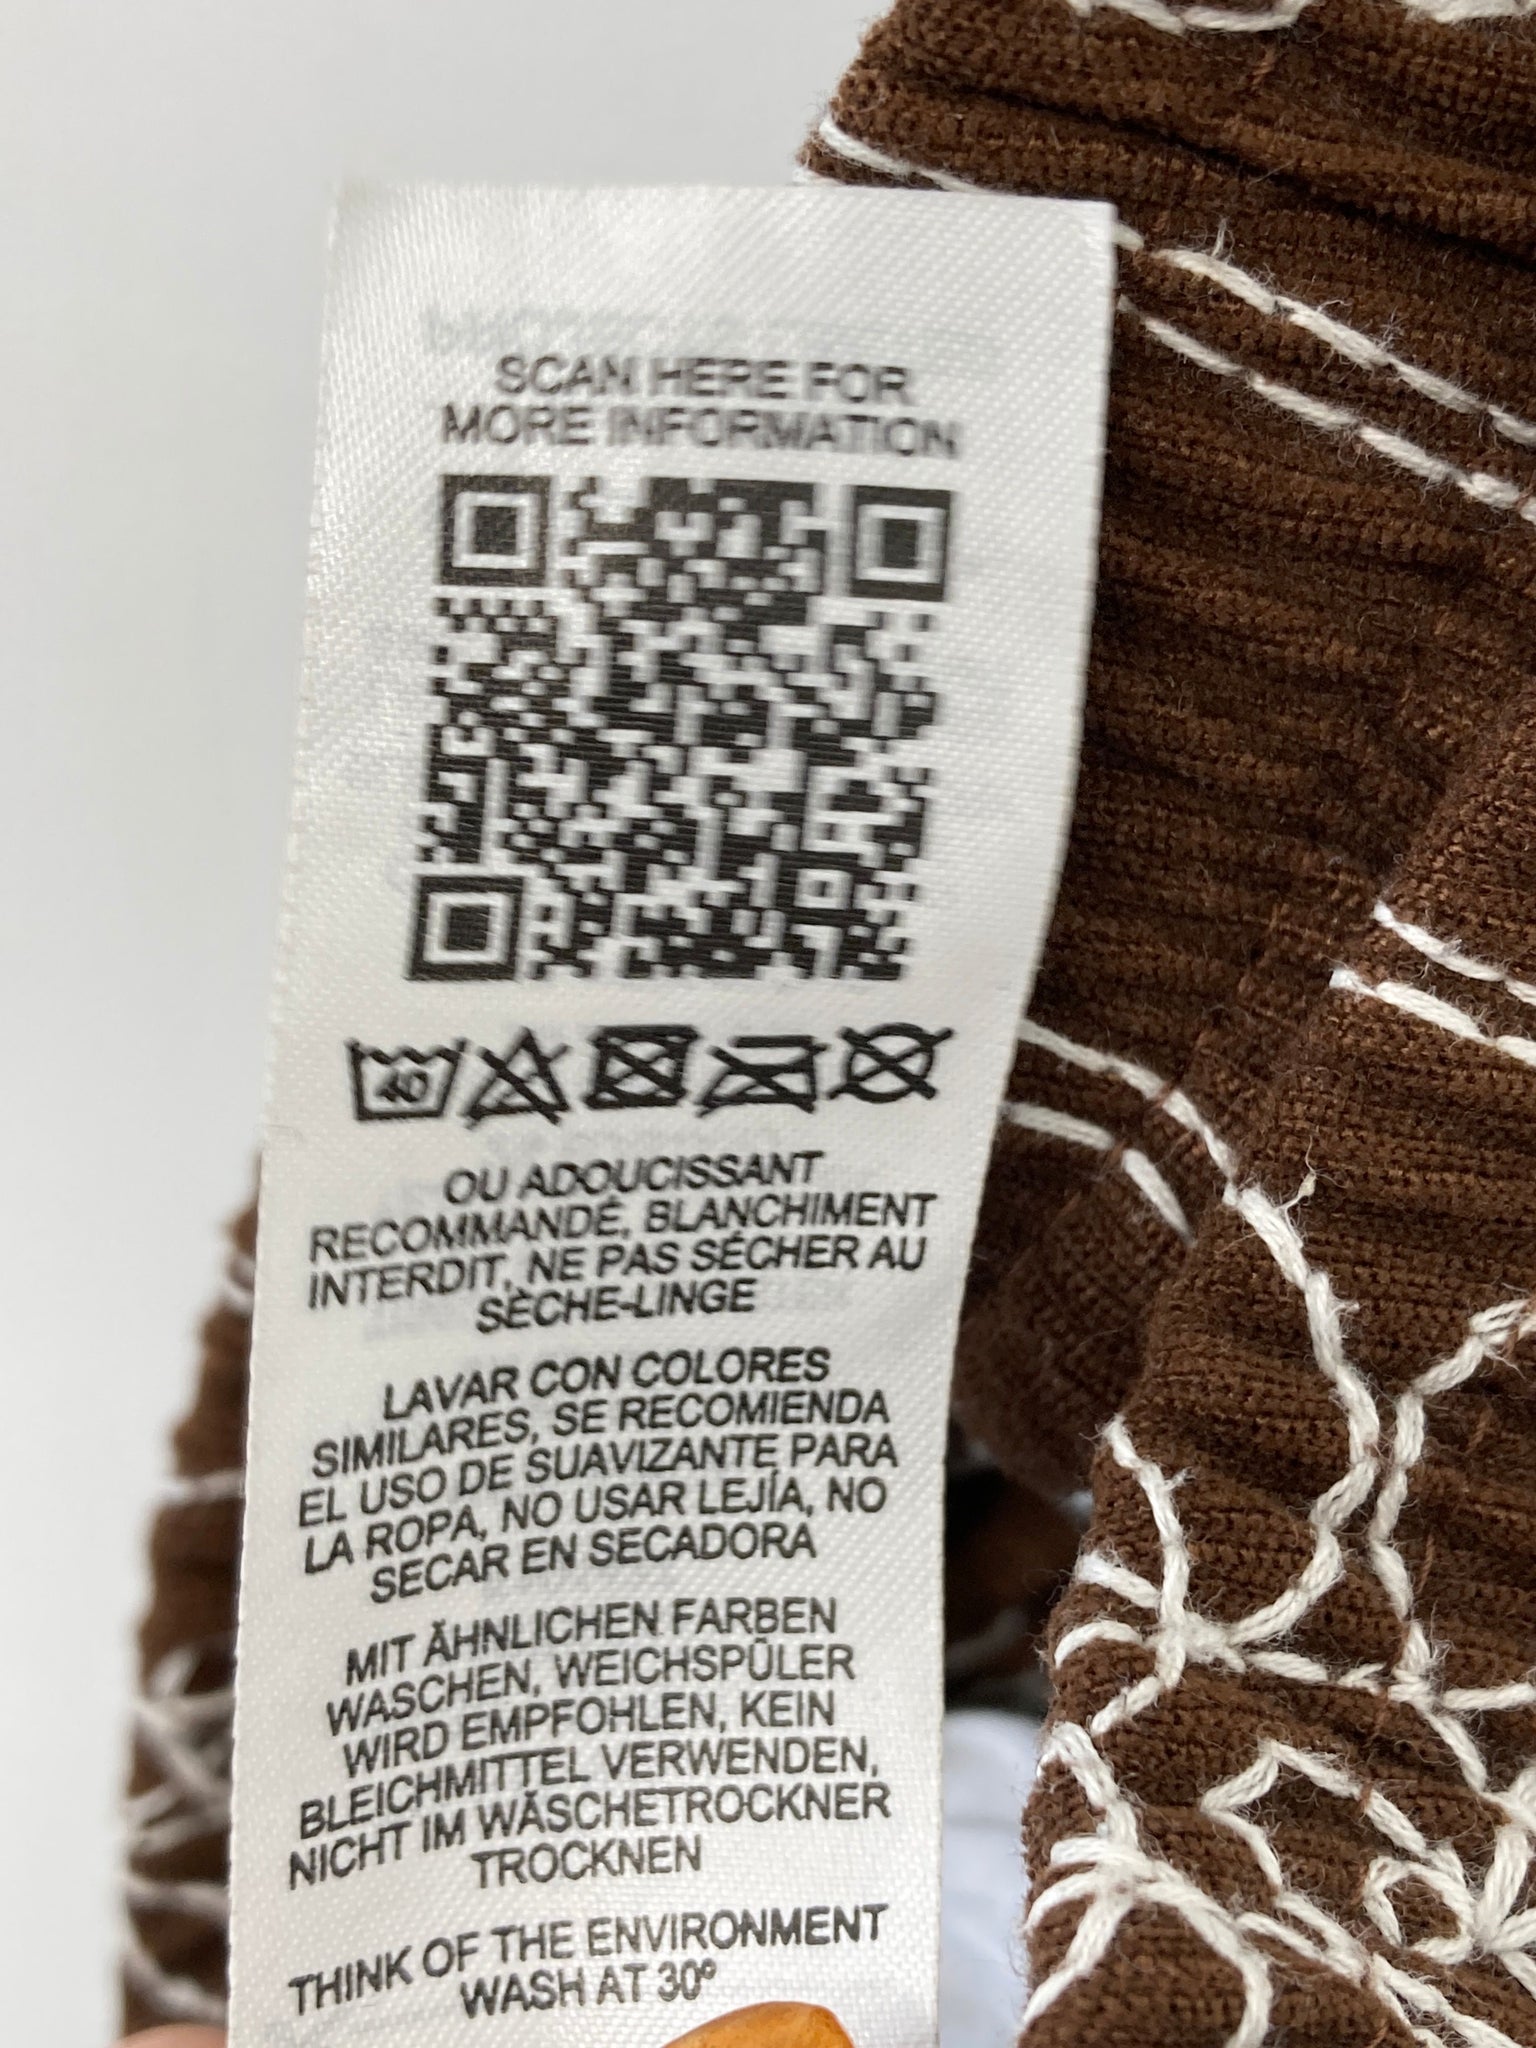 SCAN HERE FOR
MORE INFORMATION
40
OU ADOUCISSANT
RECOMMANDÉ, BLANCHIMENT
INTERDIT, NE PAS SÉCHER AU
SÈCHE-LINGE
LAVAR CON COLORES
SIMILARES, SE RECOMIENDA
EL USO DE SUAVIZANTE PARA
LA ROPA, NO USAR LEJÍA, NO
SECAR EN SECADORA
MIT ÄHNLICHEN FARBEN
WASCHEN, WEICHSPÜLER
WIRD EMPFOHLEN, KEIN
BLEICHMITTEL VERWENDEN,
NICHT IM WÄSCHETROCKNER
TROCKNEN
THINK OF THE ENVIRONMENT
WASH AT 30º